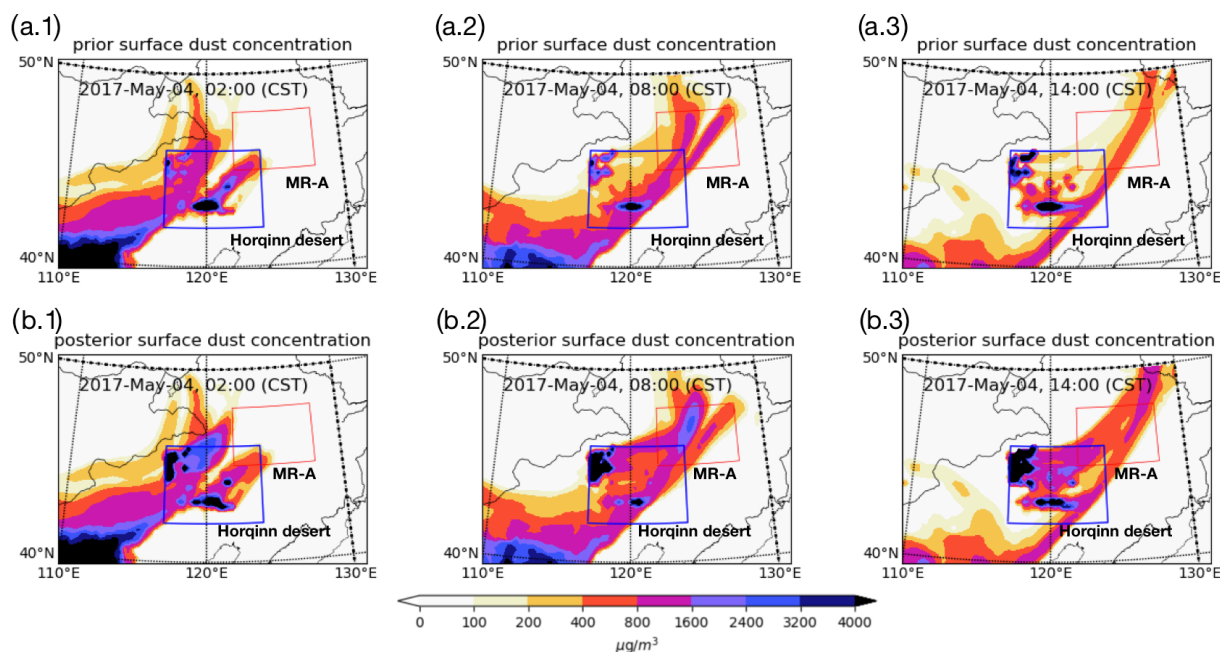 (a.1)
prior surface dust concentration
50°N
2017-May-04, 02:00 (CST)
MR-A
Horqinn desert
40°N
110°E 120°E 130°E
(a.2)
prior surface dust concentration
2017-May-04, 08:00 (CST)
MR-A
Horqinn desert
110°E 120°E 130°E
(a.3)
prior surface dust concentration
50°N
2017-May-04, 14:00 (CST)
MR-A
Horqinn desert
40°N
110°E 120°E 130°E
(b.1)
posterior surface dust concentration
50°N
2017-May-04, 02:00 (CST)
MR-A
Horqinn desert
40°N
110°E 120°E 130°E
(b.2)
posterior surface dust concentration
50°N
2017-May-04, 08:00 (CST)
MR-A
Horqinn desert
40°N
110°E 120°E 130°E
(b.3)
posterior surface dust concentration
50°N
2017-May-04, 14:00 (CST)
MR-A
Horqinn desert
40°N
110°E 120°E 130°E
0 100 200 400 800 1600 2400 3200 4000
μg/m³